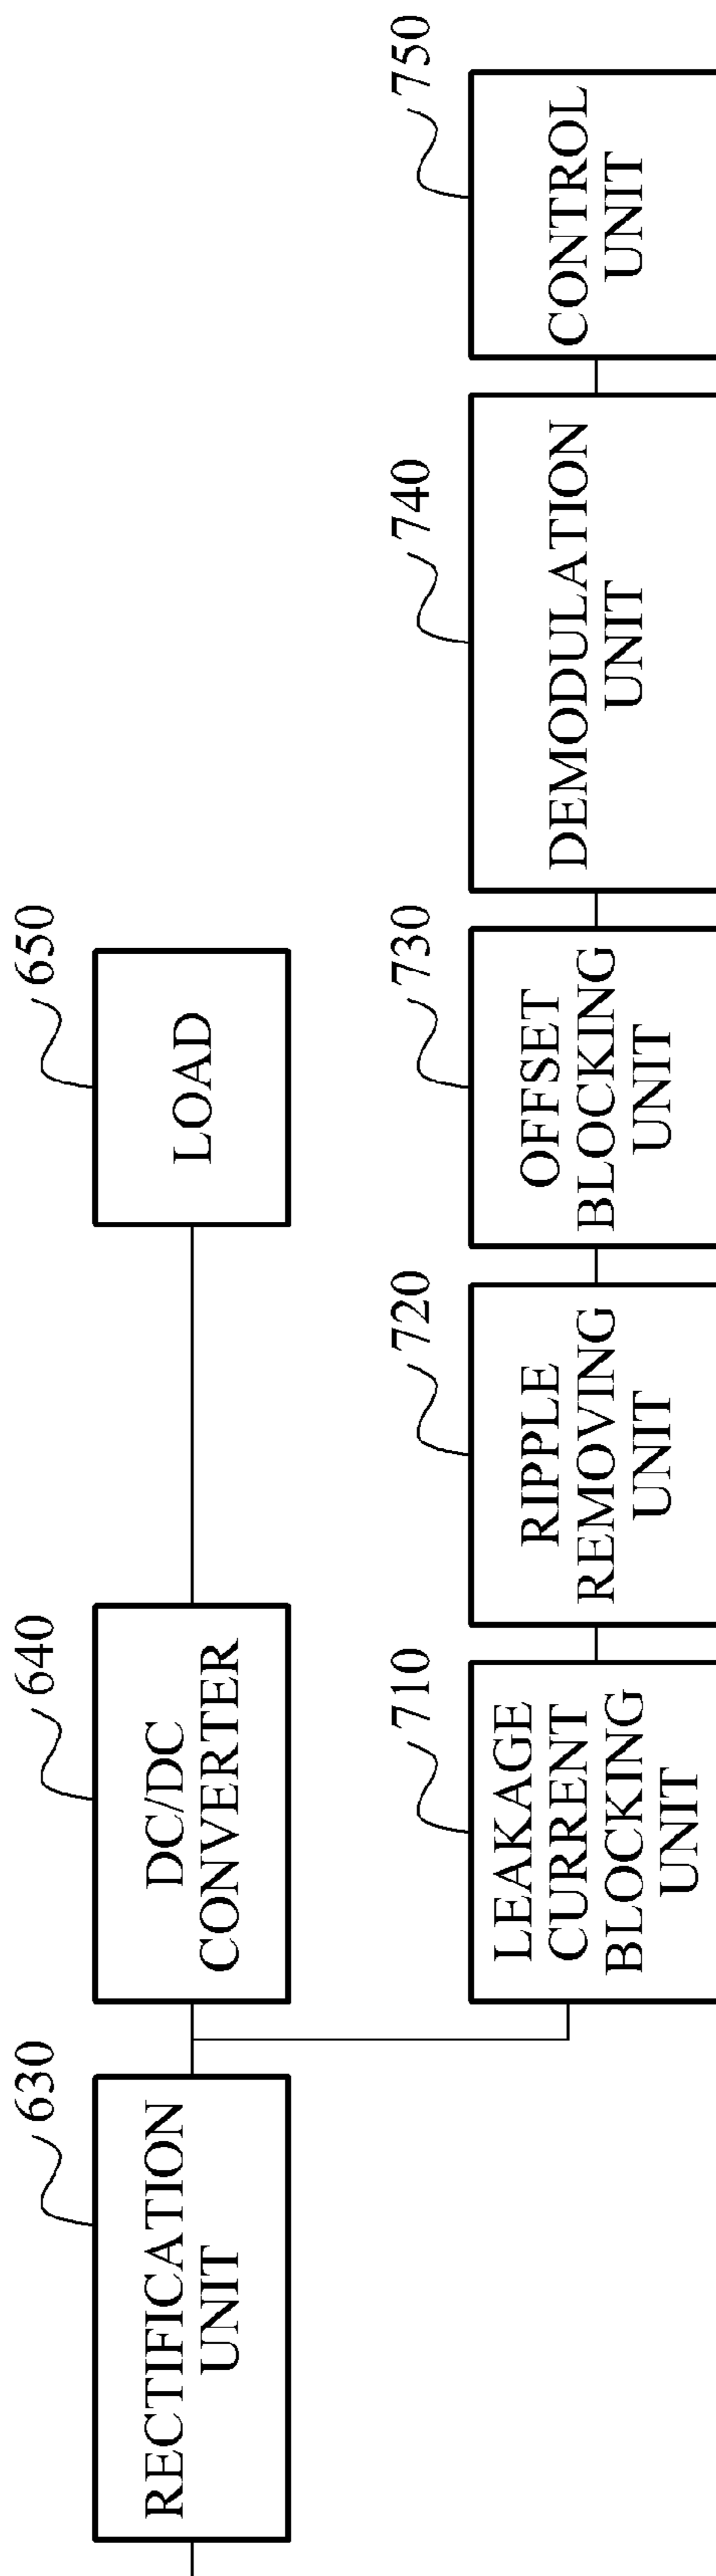 630
RECTIFICATION
UNIT
640
DC/DC
CONVERTER
650
LOAD
710
LEAKAGE
CURRENT
BLOCKING
UNIT
720
RIPPLE
REMOVING
UNIT
730
OFFSET
BLOCKING
UNIT
740
DEMODULATION
UNIT
750
CONTROL
UNIT